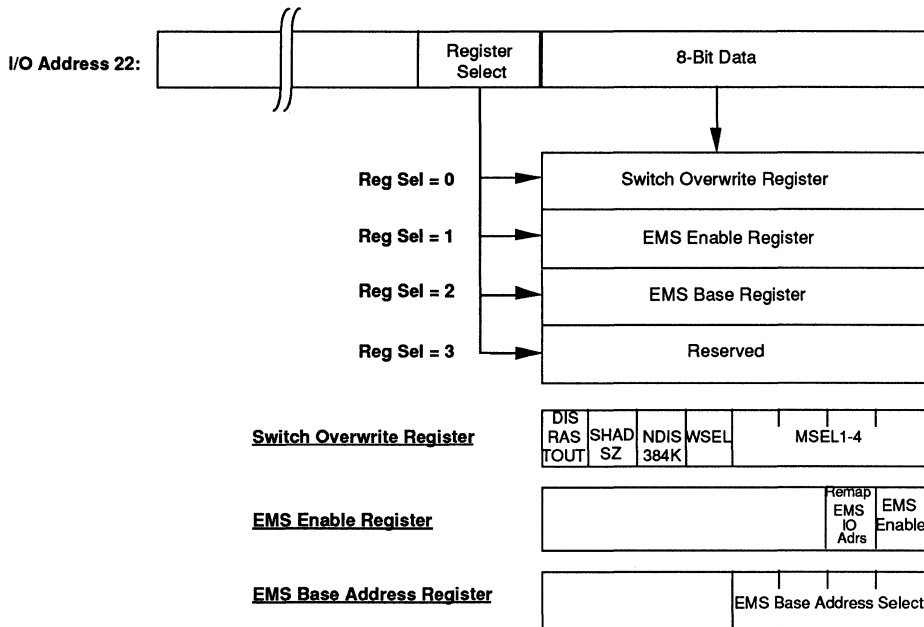 I/O Address 22:
Register
Select
8-Bit Data
Reg Sel = 0
Switch Overwrite Register
Reg Sel = 1
EMS Enable Register
Reg Sel = 2
EMS Base Register
Reg Sel = 3
Reserved
Switch Overwrite Register
DIS
RAS
TOUT
SHAD
SZ
NDIS
384K
WSEL
MSEL1-4
EMS Enable Register
Remap
EMS
IO
Adrs
EMS
Enable
EMS Base Address Register
EMS Base Address Select